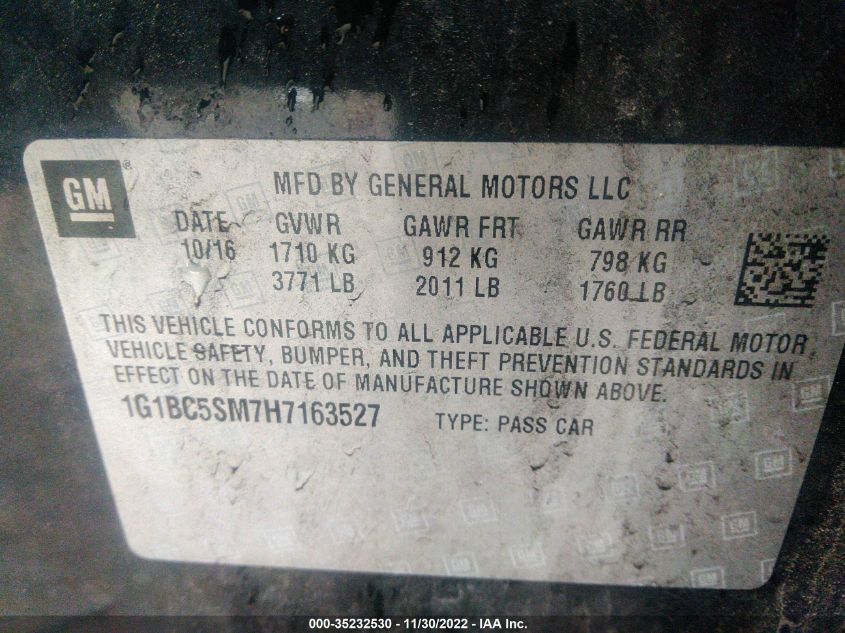 GM
MFD BY GENERAL MOTORS LLC
DATE GVWR GAWR FRT GAWR RR
10/16 1710 KG 912 KG 798 KG
3771 LB 2011 LB 1760 LB
THIS VEHICLE CONFORMS TO ALL APPLICABLE U.S. FEDERAL MOTOR
VEHICLE SAFETY, BUMPER, AND THEFT PREVENTION STANDARDS IN
EFFECT ON THE DATE OF MANUFACTURE SHOWN ABOVE.
1G1BC5SM7H7163527 TYPE: PASS CAR
000-35232530 - 11/30/2022 - IAA Inc.